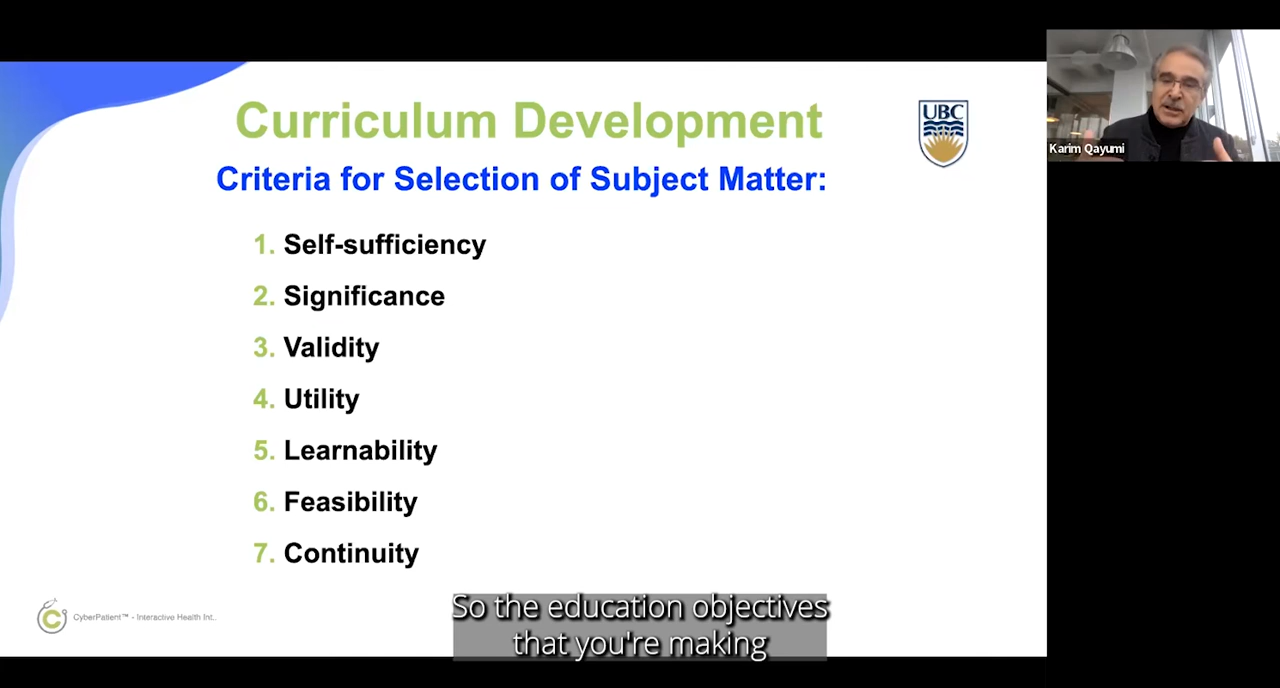 Curriculum Development
UBC
Karim Qayumi
Criteria for Selection of Subject Matter:
1. Self-sufficiency
2. Significance
3. Validity
4. Utility
5. Learnability
6. Feasibility
7. Continuity
C CyberPatient™ - Interactive Health Int..
So the education objectives
that you're making